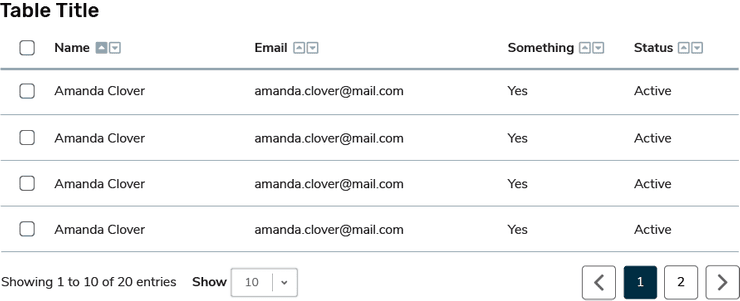 Table Title
Name Email Something Status
Amanda Clover amanda.clover@mail.com Yes Active
Amanda Clover amanda.clover@mail.com Yes Active
Amanda Clover amanda.clover@mail.com Yes Active
Amanda Clover amanda.clover@mail.com Yes Active
Showing 1 to 10 of 20 entries Show 10 1 2